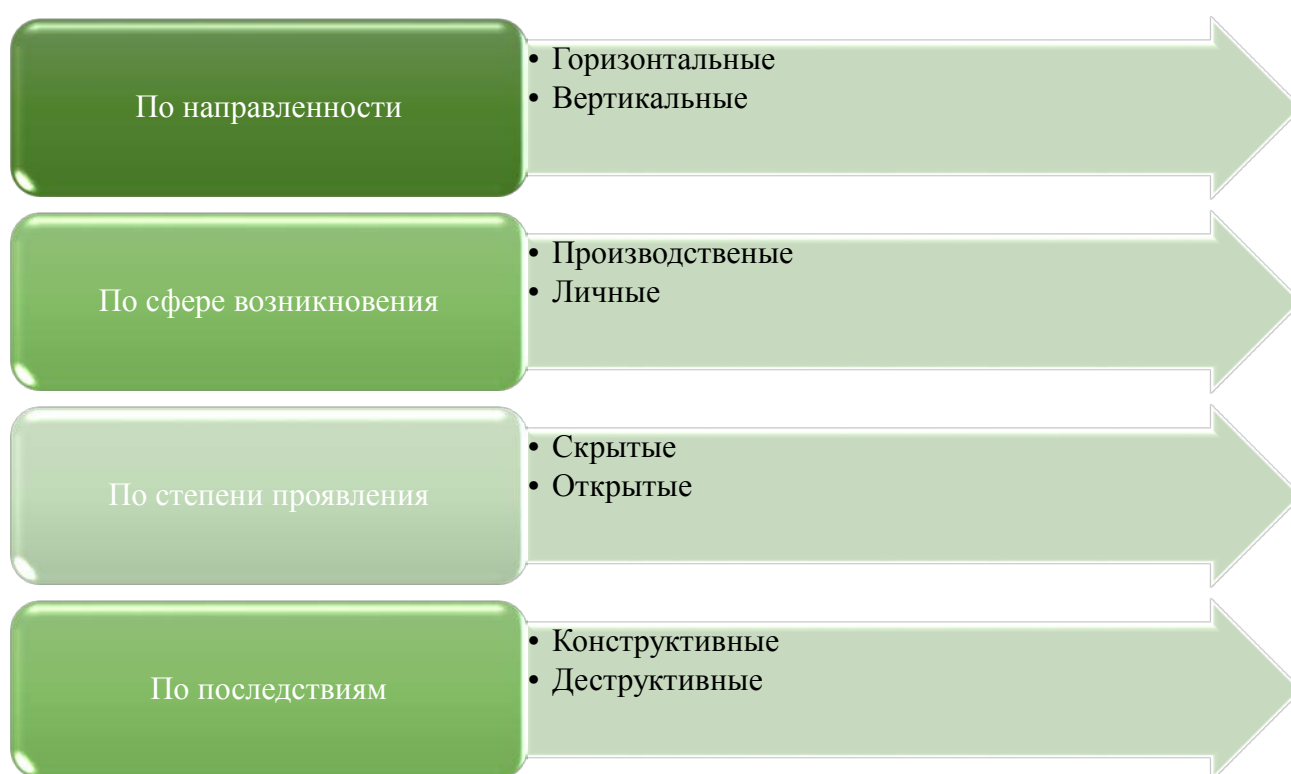 По направленности
• Горизонтальные
• Вертикальные
По сфере возникновения
• Производственые
• Личные
По степени проявления
• Скрытые
• Открытые
По последствиям
• Конструктивные
• Деструктивные